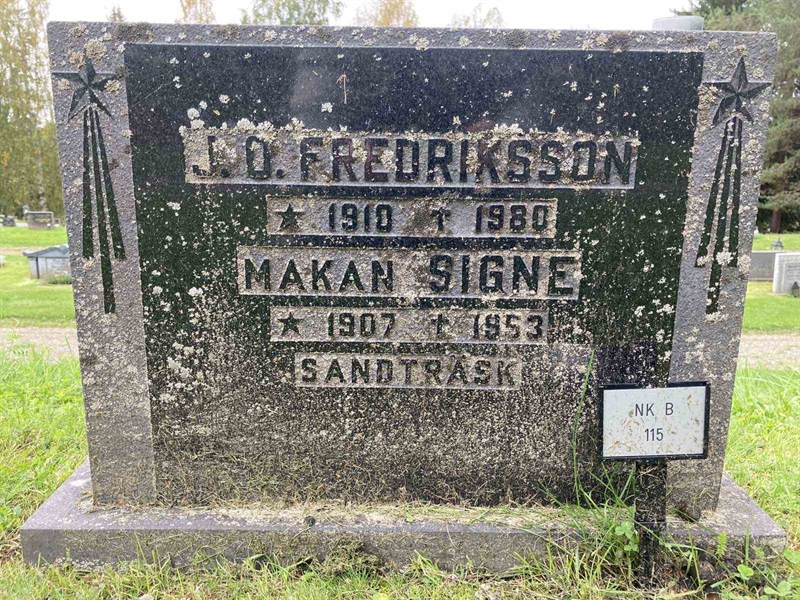 J.O. FREDRIKSSON
★ 1910 † 1980
MAKAN SIGNE
★ 1907 † 1953
SANDTRÄSK
NK B
115